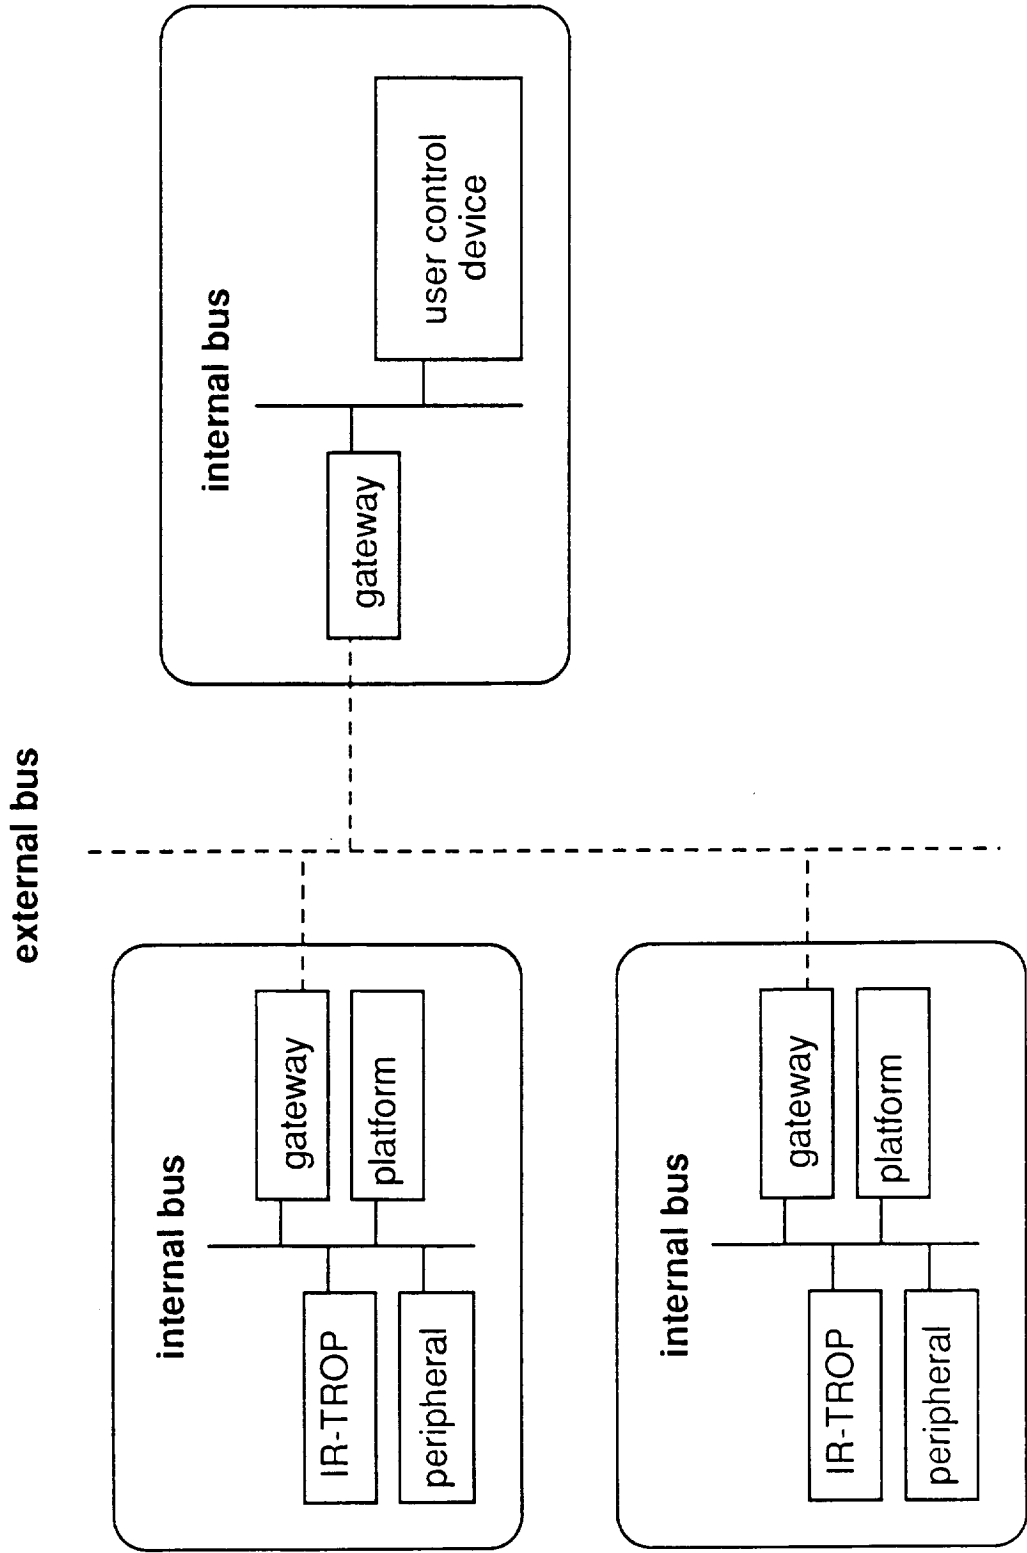 external bus
internal bus
IR-TROP
gateway
peripheral
platform
internal bus
gateway
user control
device
internal bus
IR-TROP
gateway
peripheral
platform